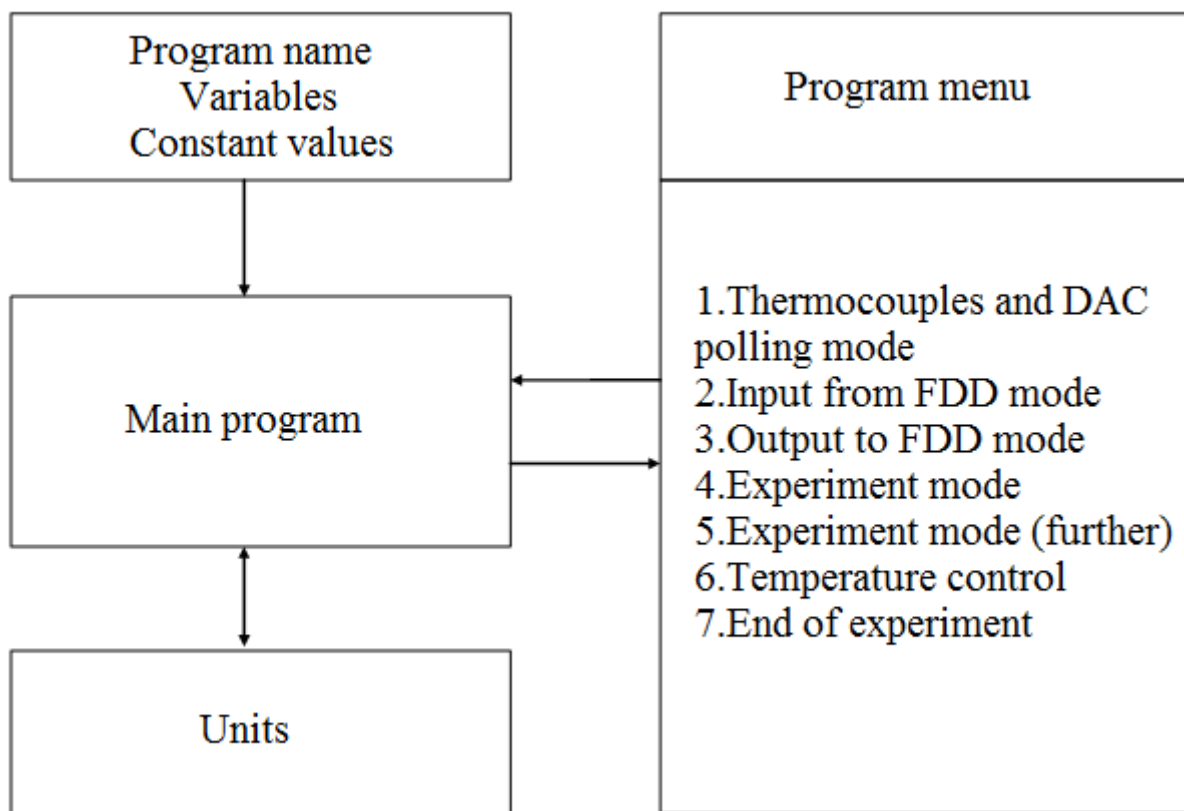 Program name
Variables
Constant values
Program menu
Main program
1.Thermocouples and DAC
polling mode
2.Input from FDD mode
3.Output to FDD mode
4.Experiment mode
5.Experiment mode (further)
6.Temperature control
7.End of experiment
Units